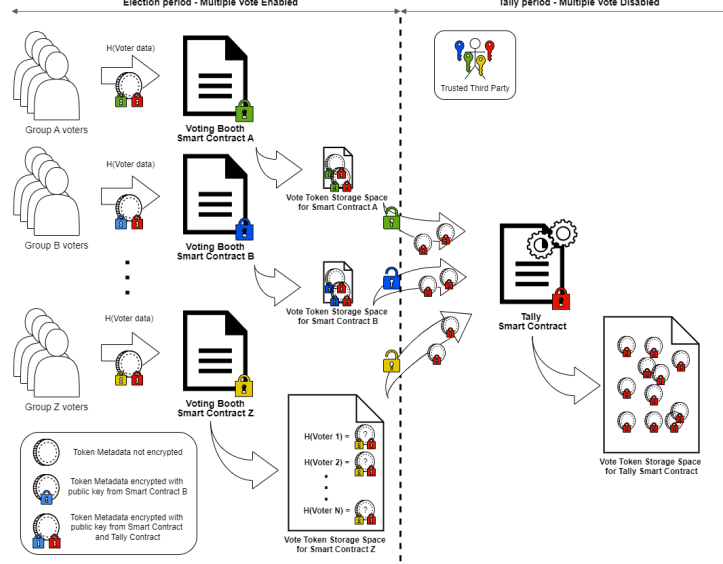 Election period - Multiple Vote Enabled
Tally period - Multiple Vote Disabled
H(Voter data)
Group A voters
Voting Booth
Smart Contract A
Trusted Third Party
H(Voter data)
Vote Token Storage Space
for Smart Contract A
Group B voters
Voting Booth
Smart Contract B
H(Voter data)
Vote Token Storage Space
for Smart Contract B
Tally
Smart Contract
Group Z voters
Voting Booth
Smart Contract Z
H(Voter 1) = ?
H(Voter 2) = ?
H(Voter N) = ?
Vote Token Storage Space
for Smart Contract Z
Vote Token Storage Space
for Tally Smart Contract
Token Metadata not encrypted
Token Metadata encrypted with
public key from Smart Contract B
Token Metadata encrypted with
public key from Smart Contract
and Tally Contract